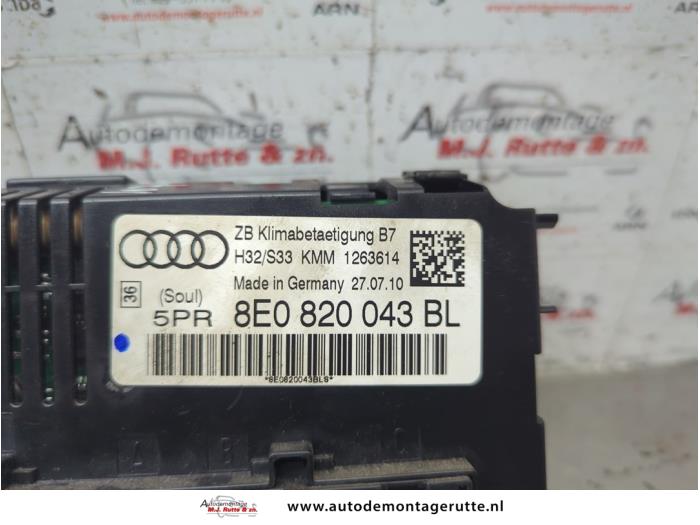 Autodemontage
M.J. Rutte & zn.
Autodemontage
M.J. Rutte & zn.
ZB Klimabetaetigung B7
H32/S33 KMM 1263614
Made in Germany 27.07.10
36
(Soul)
5PR 8E0 820 043 BL
*8E0820043BLS*
A B C
Autodemontage
M.J. Rutte & zn.
www.autodemontagerutte.nl